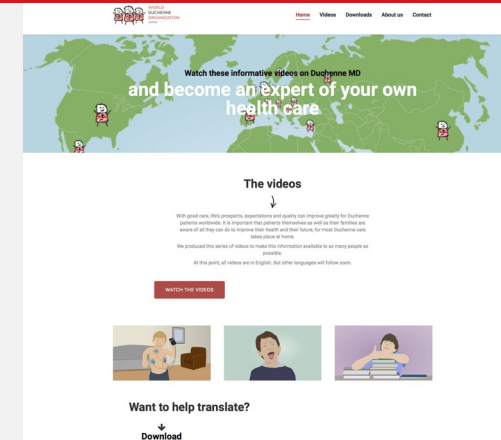 WORLD
DUCHENNE
ORGANIZATION
Home Videos Downloads About us Contact
Watch these informative videos on Duchenne MD
and become an expert of your own
health care
The videos
With good care, life's prospects, expectations and quality can improve greatly for Duchenne
patients worldwide. It is important that patients themselves as well as their families are
aware of all they can do to improve their health and their future, for most Duchenne care
takes place at home.
We produced this series of videos to make this information available to as many people as
possible.
At this point, all videos are in English. But other languages will follow soon.
WATCH THE VIDEOS
Want to help translate?
Download